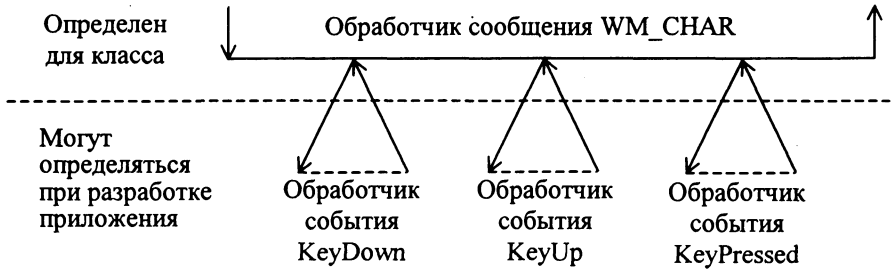 Определен
для класса
Обработчик сообщения WM_CHAR
Могут
определяться
при разработке
приложения
Обработчик
события
KeyDown
Обработчик
события
KeyUp
Обработчик
события
KeyPressed